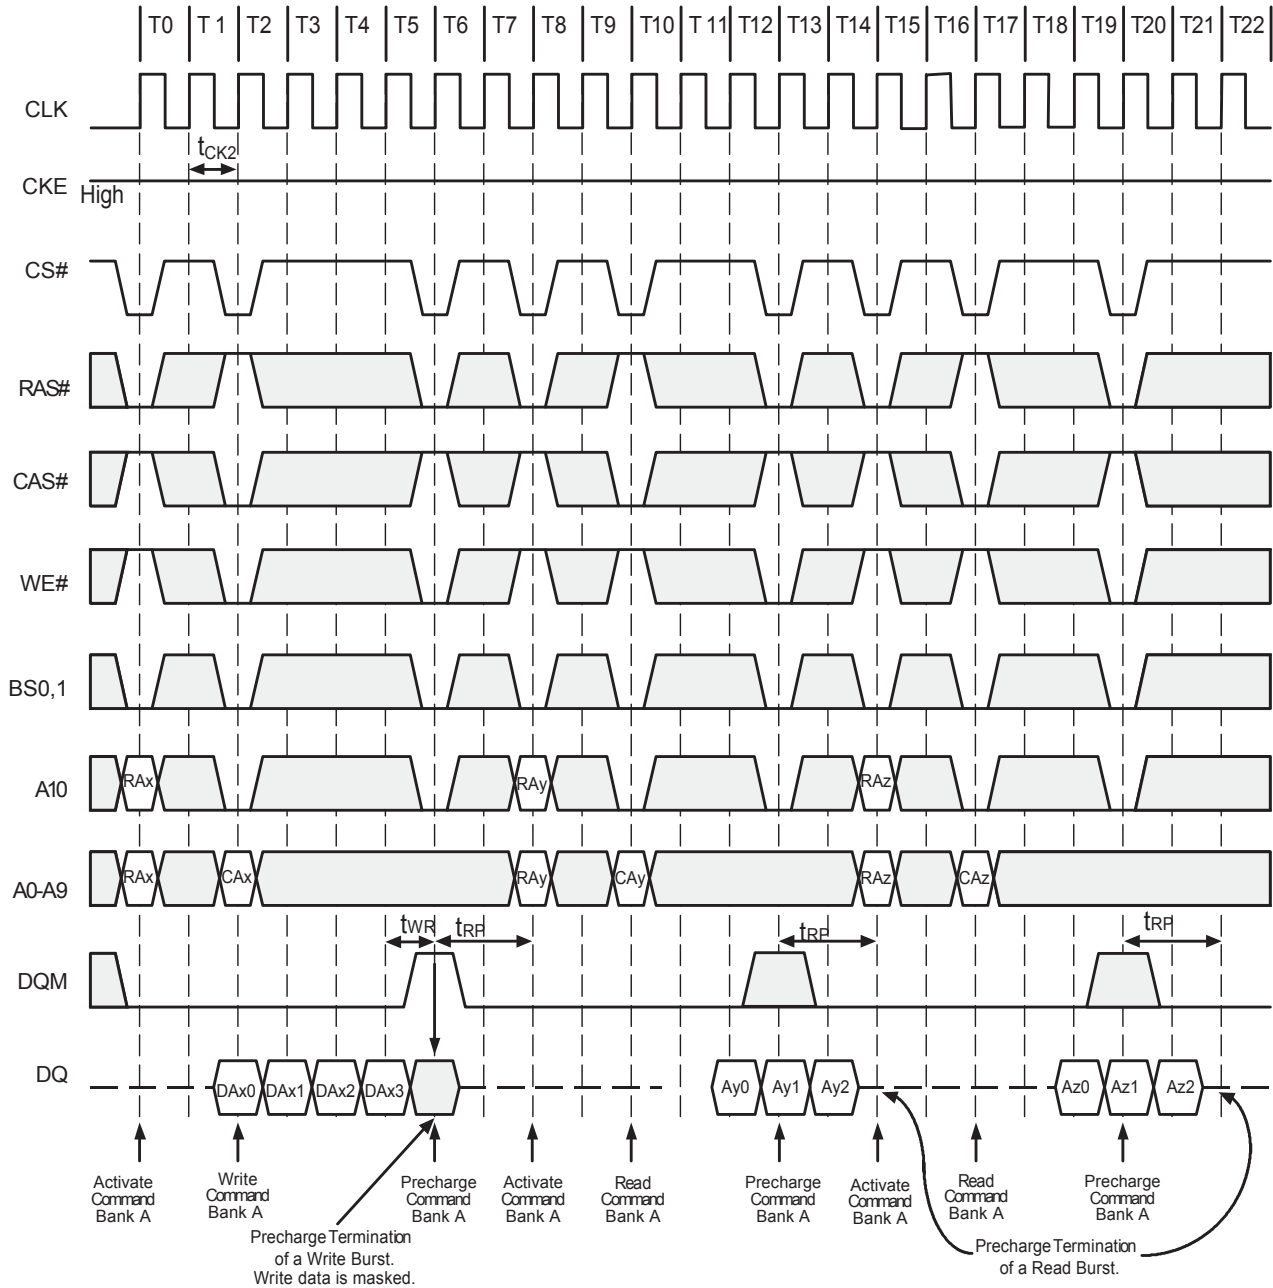 T0 T 1 T2 T3 T4 T5 T6 T7 T8 T9 T10 T 11 T12 T13 T14 T15 T16 T17 T18 T19 T20 T21 T22
CLK
tCK2
CKE High
CS#
RAS#
CAS#
WE#
BS0,1
A10 RAx RAy RAz
A0-A9 RAx CAx RAy CAy RAz CAz
tWR tRP tRP tRP
DQM
DQ DAx0 DAx1 DAx2 DAx3 Ay0 Ay1 Ay2 Az0 Az1 Az2
Activate Command Bank A
Write Command Bank A
Precharge Command Bank A
Activate Command Bank A
Read Command Bank A
Precharge Command Bank A
Activate Command Bank A
Read Command Bank A
Precharge Command Bank A
Precharge Termination
of a Write Burst.
Write data is masked.
Precharge Termination
of a Read Burst.